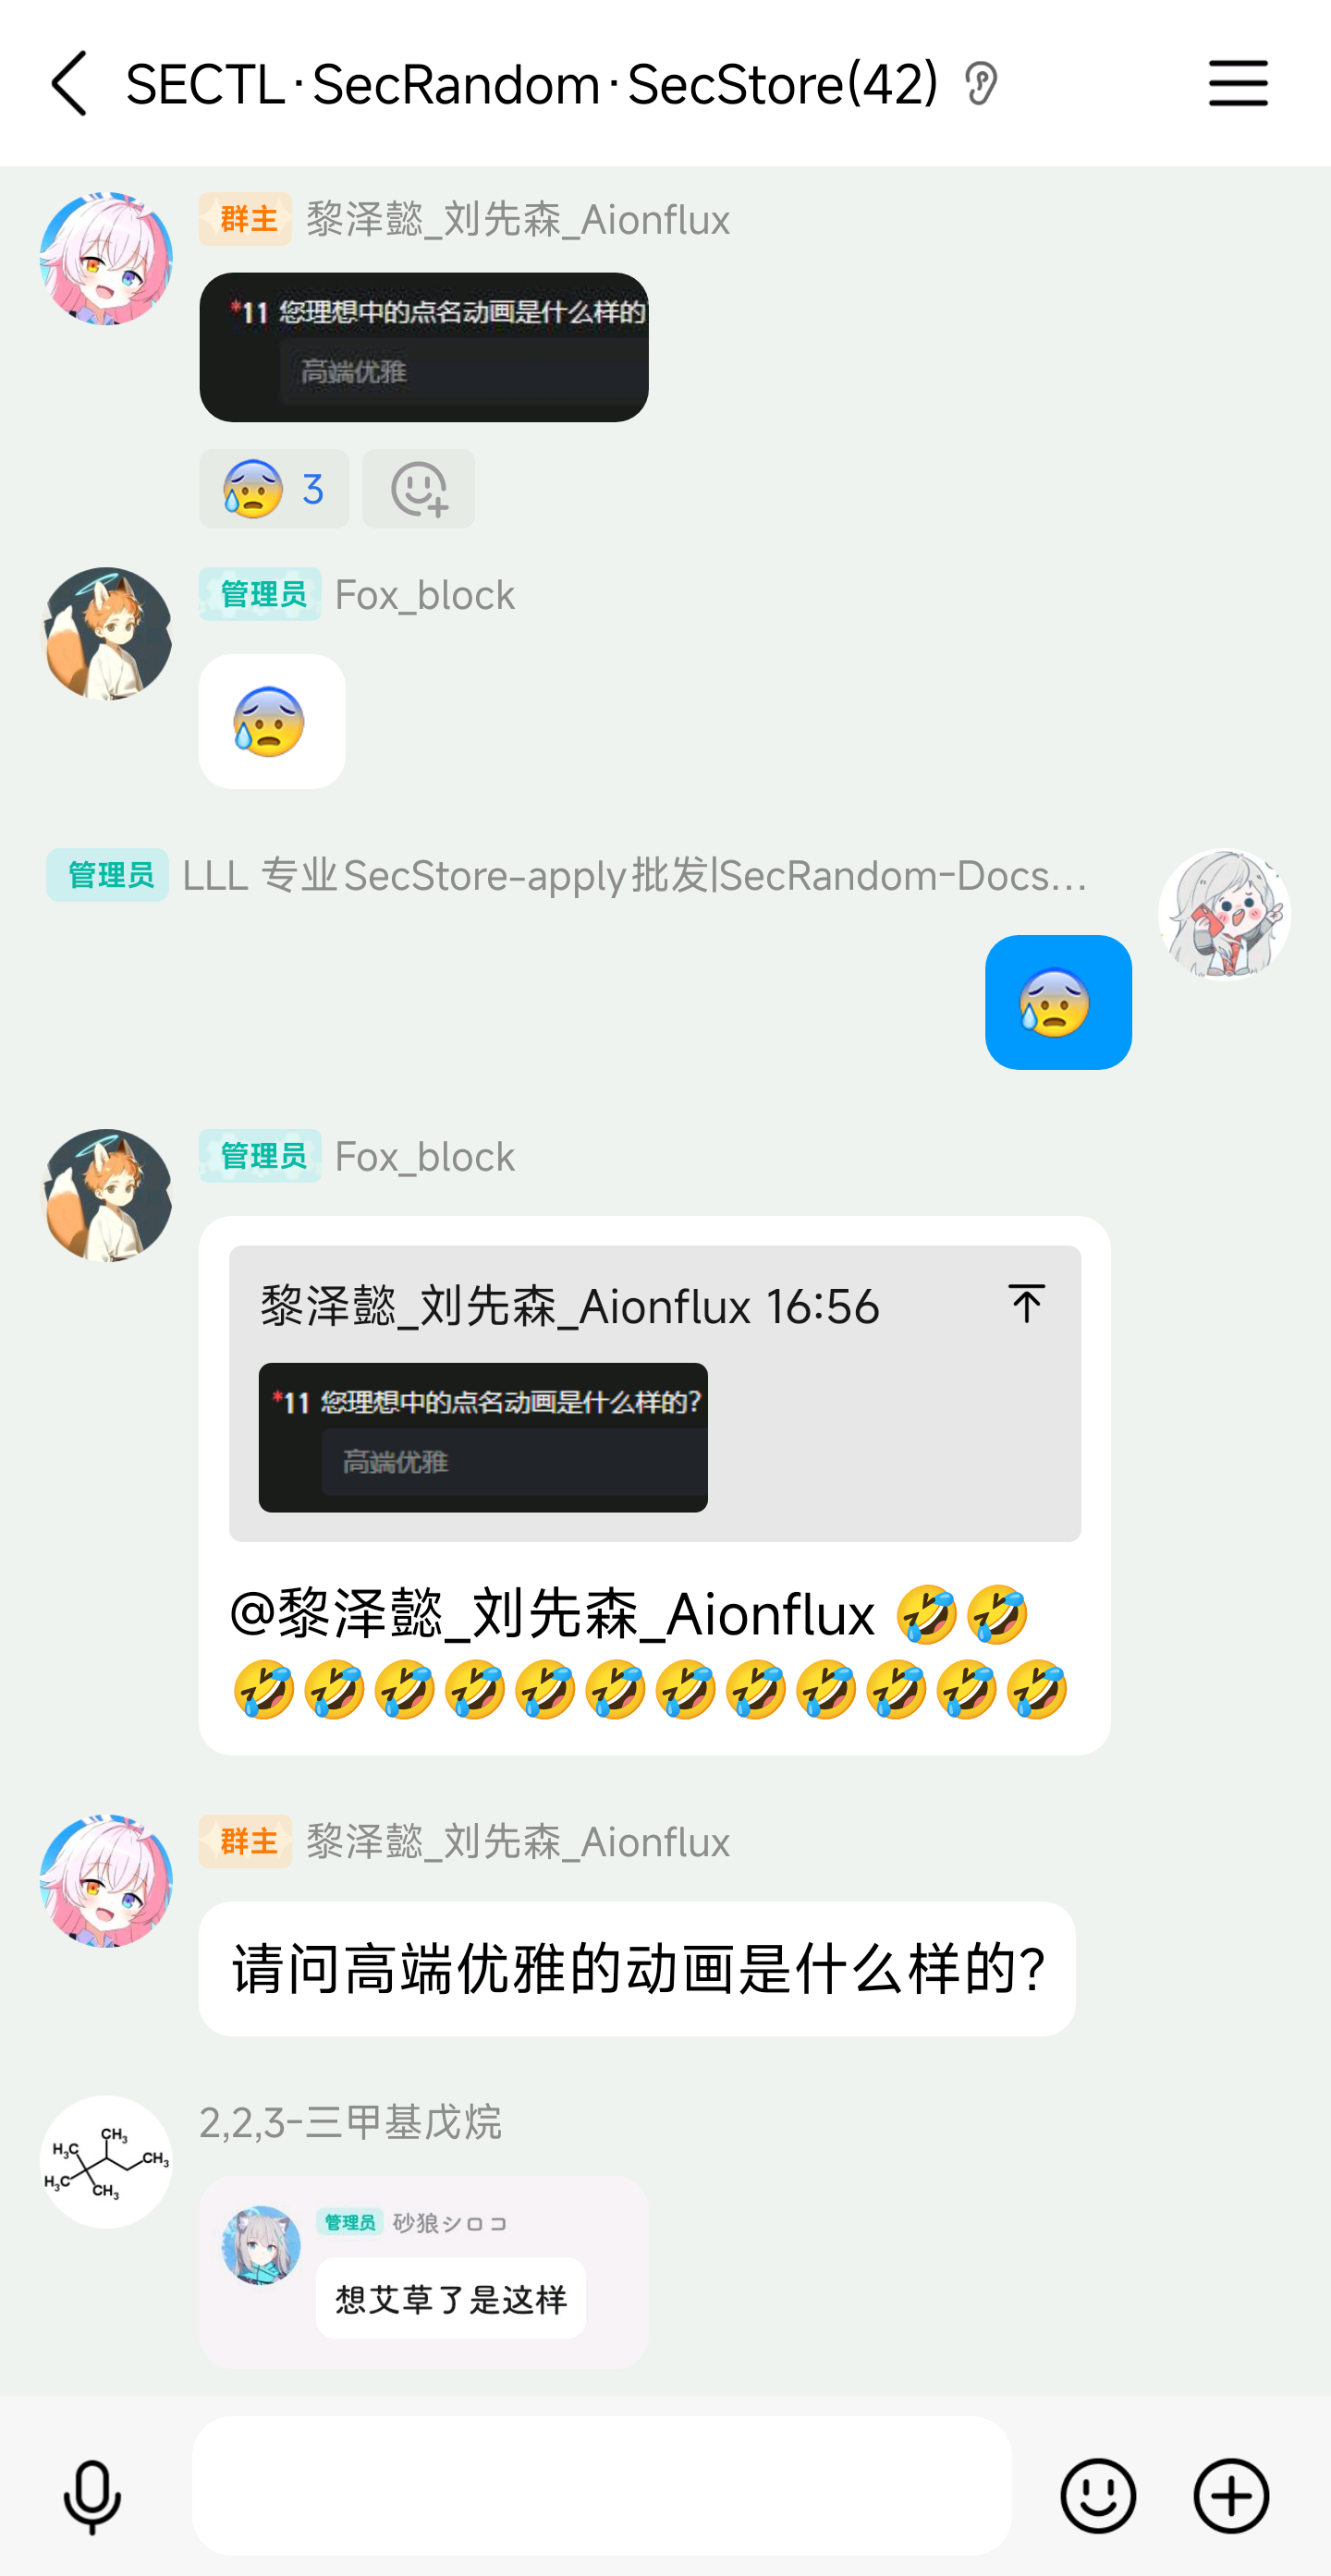 SECTL·SecRandom·SecStore(42)
群主 黎泽懿_刘先森_Aionflux
*11 您理想中的点名动画是什么样的
高端优雅
3
管理员 Fox_block
管理员 LLL 专业SecStore-apply批发|SecRandom-Docs...
管理员 Fox_block
黎泽懿_刘先森_Aionflux 16:56
*11 您理想中的点名动画是什么样的?
高端优雅
@黎泽懿_刘先森_Aionflux 🤣🤣
🤣🤣🤣🤣🤣🤣🤣🤣🤣🤣🤣🤣
群主 黎泽懿_刘先森_Aionflux
请问高端优雅的动画是什么样的?
2,2,3-三甲基戊烷
CH₃
H₃C
CH₃
H₃C
CH₃
管理员 砂狼シロコ
想艾草了是这样